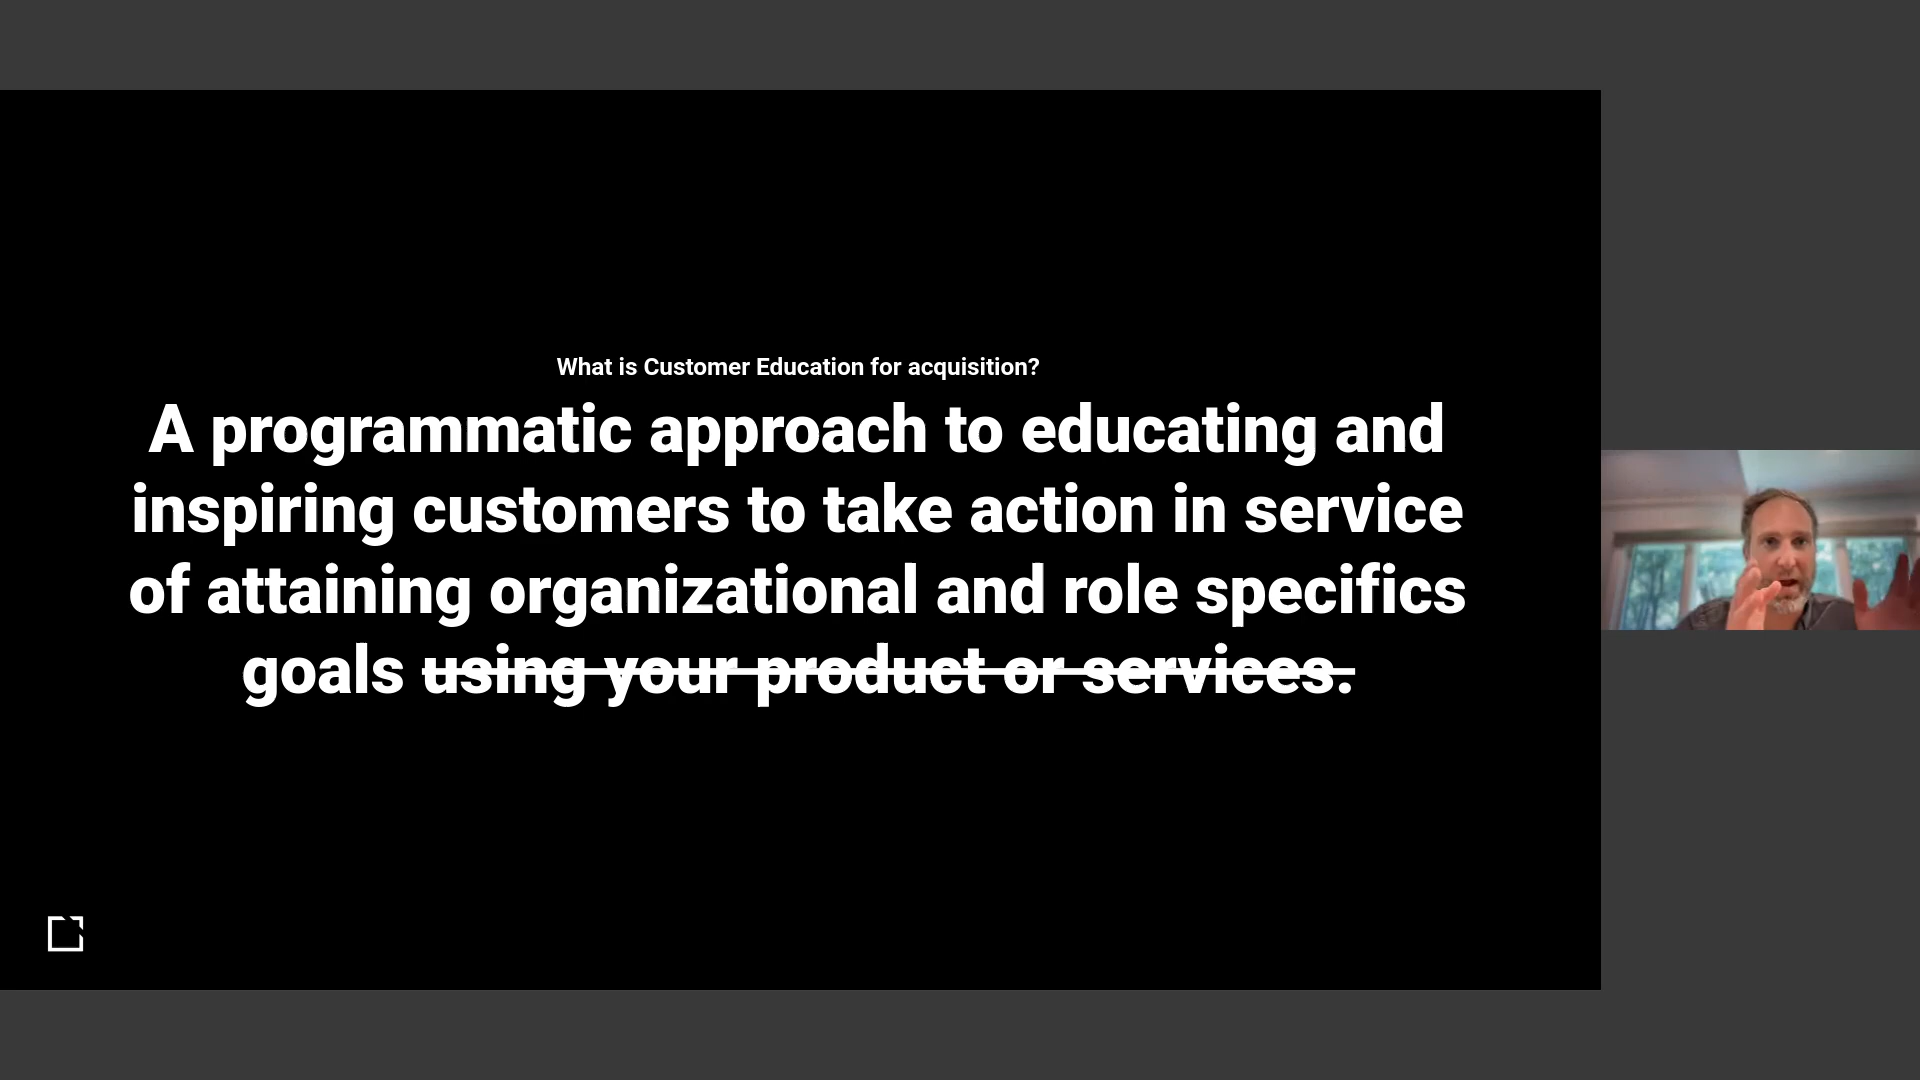 What is Customer Education for acquisition?
A programmatic approach to educating and
inspiring customers to take action in service
of attaining organizational and role specifics
goals using your product or services.